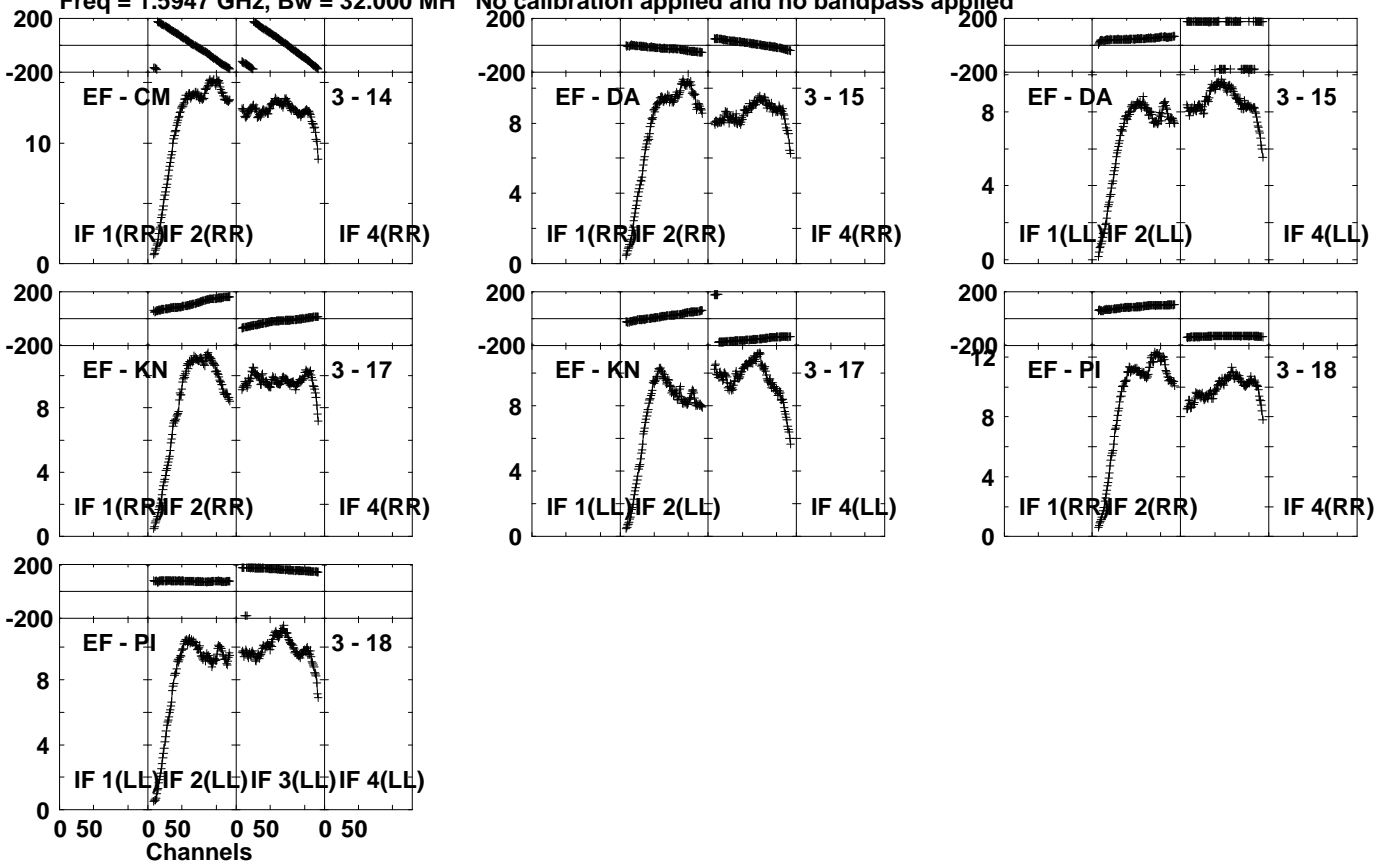 Freq = 1.5947 GHz, Bw = 32.000 MH No calibration applied and no bandpass applied
200
-200
EF - CM
3 - 14
10
0
IF 1(RR)
IF 2(RR)
IF 4(RR)
200
-200
EF - DA
3 - 15
8
4
0
IF 1(RR)
IF 2(RR)
IF 4(RR)
200
-200
EF - DA
3 - 15
8
4
0
IF 1(LL)
IF 2(LL)
IF 4(LL)
200
-200
EF - KN
3 - 17
8
4
0
IF 1(RR)
IF 2(RR)
IF 4(RR)
200
-200
EF - KN
3 - 17
8
4
0
IF 1(LL)
IF 2(LL)
IF 4(LL)
200
-200
12
EF - PI
3 - 18
8
4
0
IF 1(RR)
IF 2(RR)
IF 4(RR)
200
-200
EF - PI
3 - 18
8
4
0
IF 1(LL)
IF 2(LL)
IF 3(LL)
IF 4(LL)
0 50 0 50 0 50 0 50
Channels